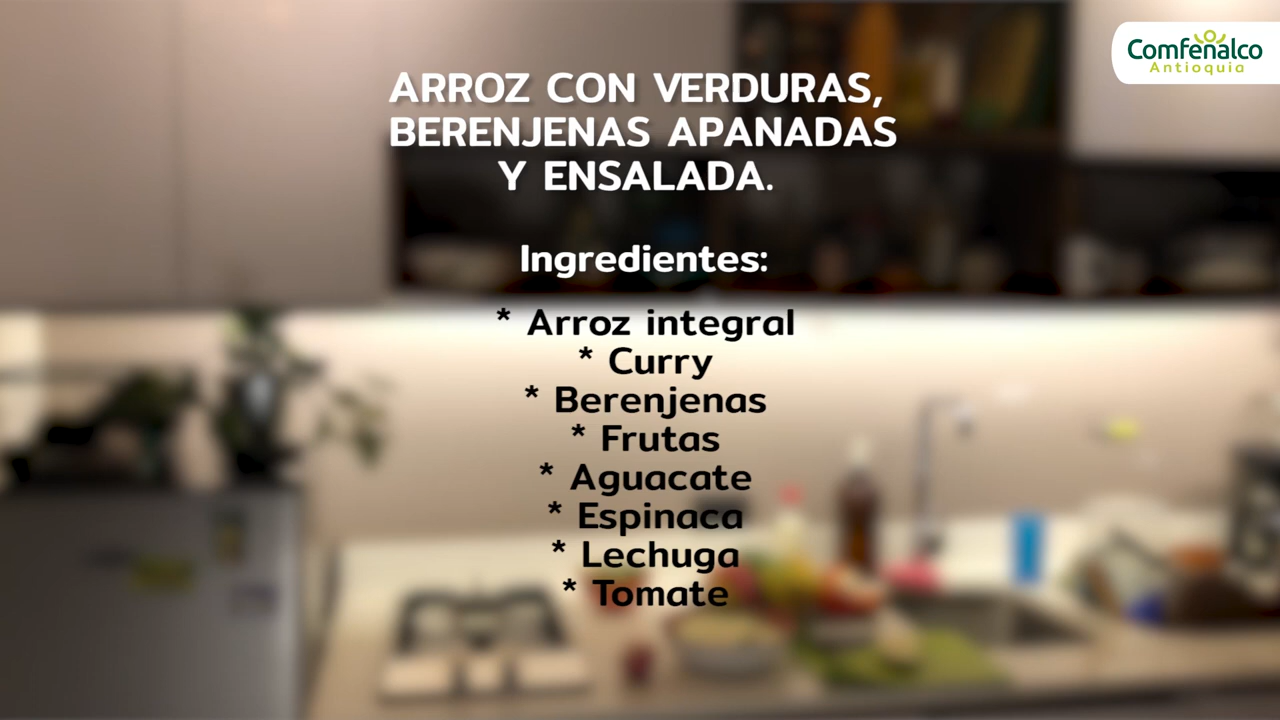 Comfenalco
Antioquia
ARROZ CON VERDURAS,
BERENJENAS APANADAS
Y ENSALADA.
Ingredientes:
* Arroz integral
* Curry
* Berenjenas
* Frutas
* Aguacate
* Espinaca
* Lechuga
* Tomate